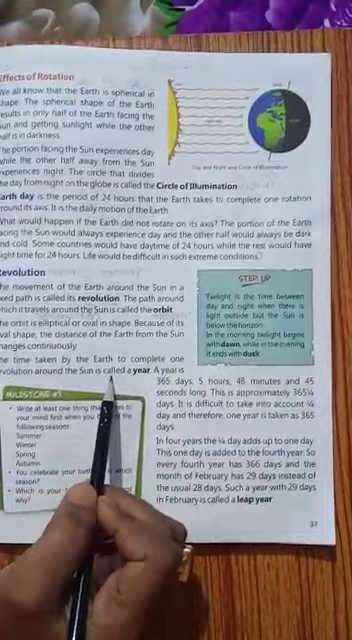 Effects of Rotation
We all know that the Earth is spherical in
shape. The spherical shape of the Earth
results in only half of the Earth facing the
Sun and getting sunlight while the other
half is in darkness.
The portion facing the Sun experiences day
while the other half away from the Sun
experiences night. The circle that divides
the day from night on the globe is called the Circle of Illumination
Day and Night and Circle of Illumination
Earth day is the period of 24 hours that the Earth takes to complete one rotation
around its axis. It is the daily motion of the Earth
What would happen if the Earth did not rotate on its axis? The portion of Earth
facing the Sun would always experience day and the other half would always be dark
and cold. Some countries would have daytime of 24 hours while the rest would have
night time for 24 hours. Life would be difficult in such extreme conditions.
Revolution
The movement of the Earth around the Sun in a
fixed path is called its revolution. The path around
which it travels around the Sun is called the orbit
The orbit is elliptical or oval in shape. Because of its
oval shape, the distance of the Earth from the Sun
changes continuously
The time taken by the Earth to complete one
revolution around the Sun is called a year. A year is
365 days, 5 hours, 48 minutes and 45
seconds long. This is approximately 365¼
days. It is difficult to take into account ¼
day and therefore, one year is taken as 365
days.
In four years the ¼ day adds up to one day
This one day is added to the fourth year. So
every fourth year has 366 days and the
month of February has 29 days instead of
the usual 28 days. Such a year with 29 days
in February is called a leap year
STEP UP
Twilight is the time between
day and night when there is
light outside but the Sun is
below the horizon.
In the morning twilight begins
with dawn, while in the evening
it ends with dusk
MILESTONE #1
• Write at least one thing that to
your mind first when you the
following seasons
Summer
Winter
Spring
Autumn
• You celebrate your birth which
season?
• Which is your
why?
37